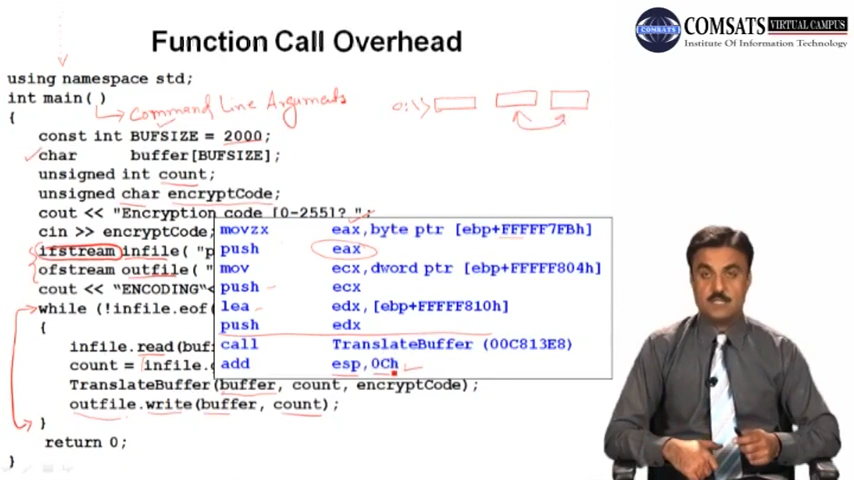 Function Call Overhead
COMSATS
COMSATS VIRTUAL CAMPUS
Institute Of Information Technology
using namespace std;
int main( )
Command Line Arguments
{
const int BUFSIZE = 2000;
char buffer[BUFSIZE];
unsigned int count;
unsigned char encryptCode;
cout << "Encryption code [0-255]? ";
cin >> encryptCode;
ifstream infile( "p
ofstream outfile( "
cout << "ENCODING"<
while (!infile.eof(
{
infile.read(buf
count = infile.
TranslateBuffer(buffer, count, encryptCode);
outfile.write(buffer, count);
}
return 0;
}
movzx eax,byte ptr [ebp+FFFFF7FBh]
push eax
mov ecx,dword ptr [ebp+FFFFF804h]
push ecx
lea edx,[ebp+FFFFF810h]
push edx
call TranslateBuffer (00C813E8)
add esp,0Ch